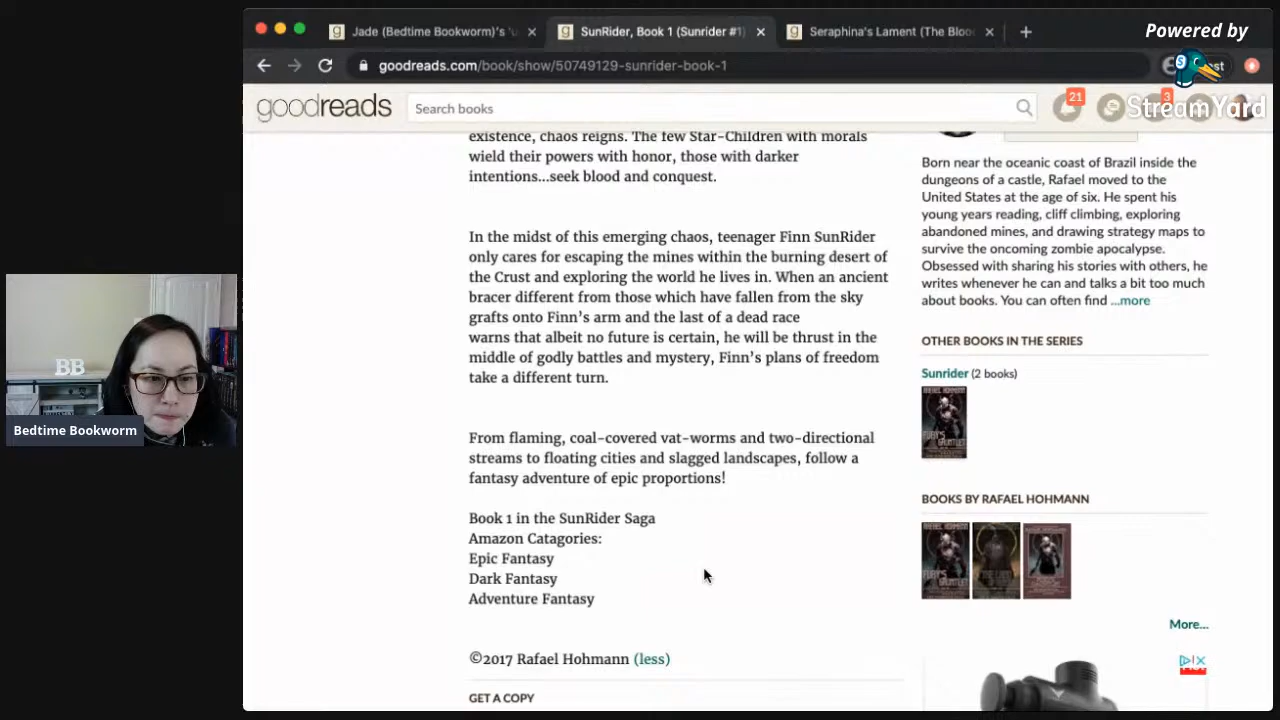 Jade (Bedtime Bookworm)'s 'u
SunRider, Book 1 (Sunrider #1)
Seraphina's Lament (The Bloo
Powered by
goodreads.com/book/show/50749129-sunrider-book-1
StreamYard
goodreads
Search books
21
3
existence, chaos reigns. The few Star-Children with morals
wield their powers with honor, those with darker
intentions...seek blood and conquest.
In the midst of this emerging chaos, teenager Finn SunRider
only cares for escaping the mines within the burning desert of
the Crust and exploring the world he lives in. When an ancient
bracer different from those which have fallen from the sky
grafts onto Finn's arm and the last of a dead race
warns that albeit no future is certain, he will be thrust in the
middle of godly battles and mystery, Finn's plans of freedom
take a different turn.
From flaming, coal-covered vat-worms and two-directional
streams to floating cities and slagged landscapes, follow a
fantasy adventure of epic proportions!
Book 1 in the SunRider Saga
Amazon Catagories:
Epic Fantasy
Dark Fantasy
Adventure Fantasy
©2017 Rafael Hohmann (less)
GET A COPY
Born near the oceanic coast of Brazil inside the
dungeons of a castle, Rafael moved to the
United States at the age of six. He spent his
young years reading, cliff climbing, exploring
abandoned mines, and drawing strategy maps to
survive the oncoming zombie apocalypse.
Obsessed with sharing his stories with others, he
writes whenever he can and talks a bit too much
about books. You can often find ...more
OTHER BOOKS IN THE SERIES
Sunrider (2 books)
BOOKS BY RAFAEL HOHMANN
More...
BB
Bedtime Bookworm